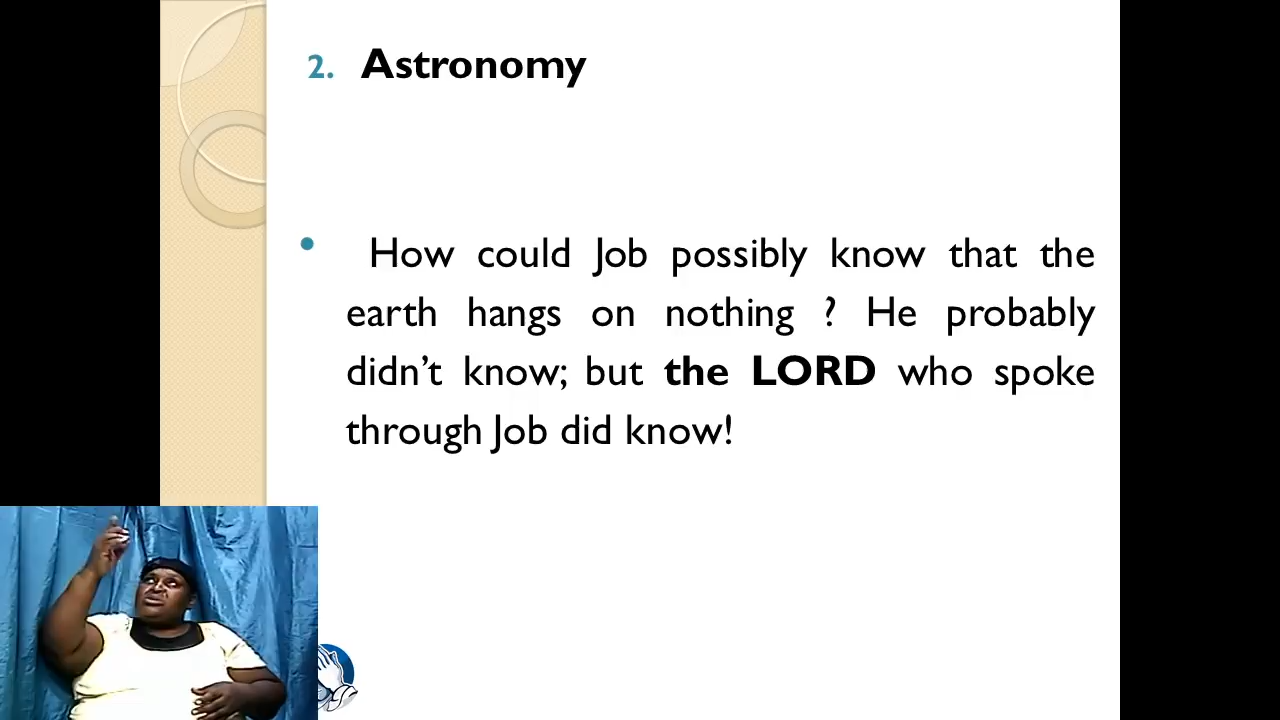 2. Astronomy
• How could Job possibly know that the
earth hangs on nothing ? He probably
didn’t know; but the LORD who spoke
through Job did know!